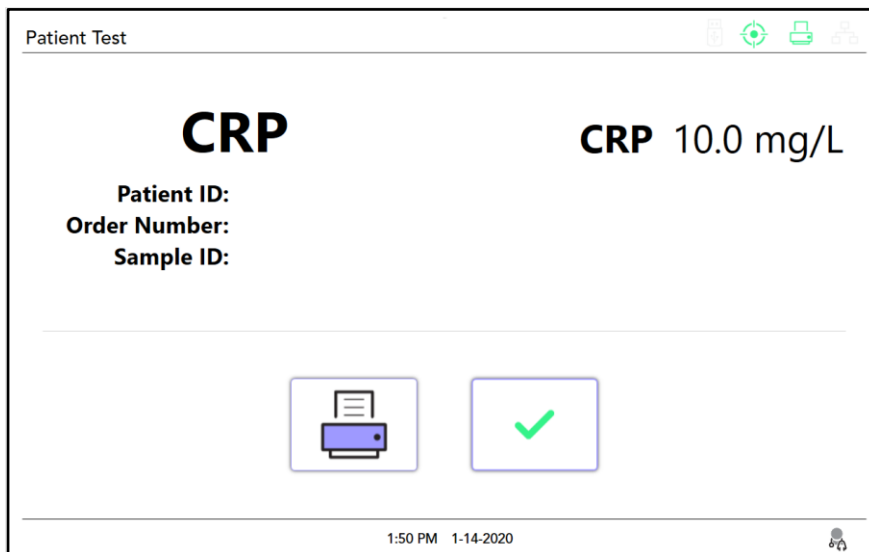 Patient Test
CRP
CRP 10.0 mg/L
Patient ID:
Order Number:
Sample ID:
1:50 PM 1-14-2020